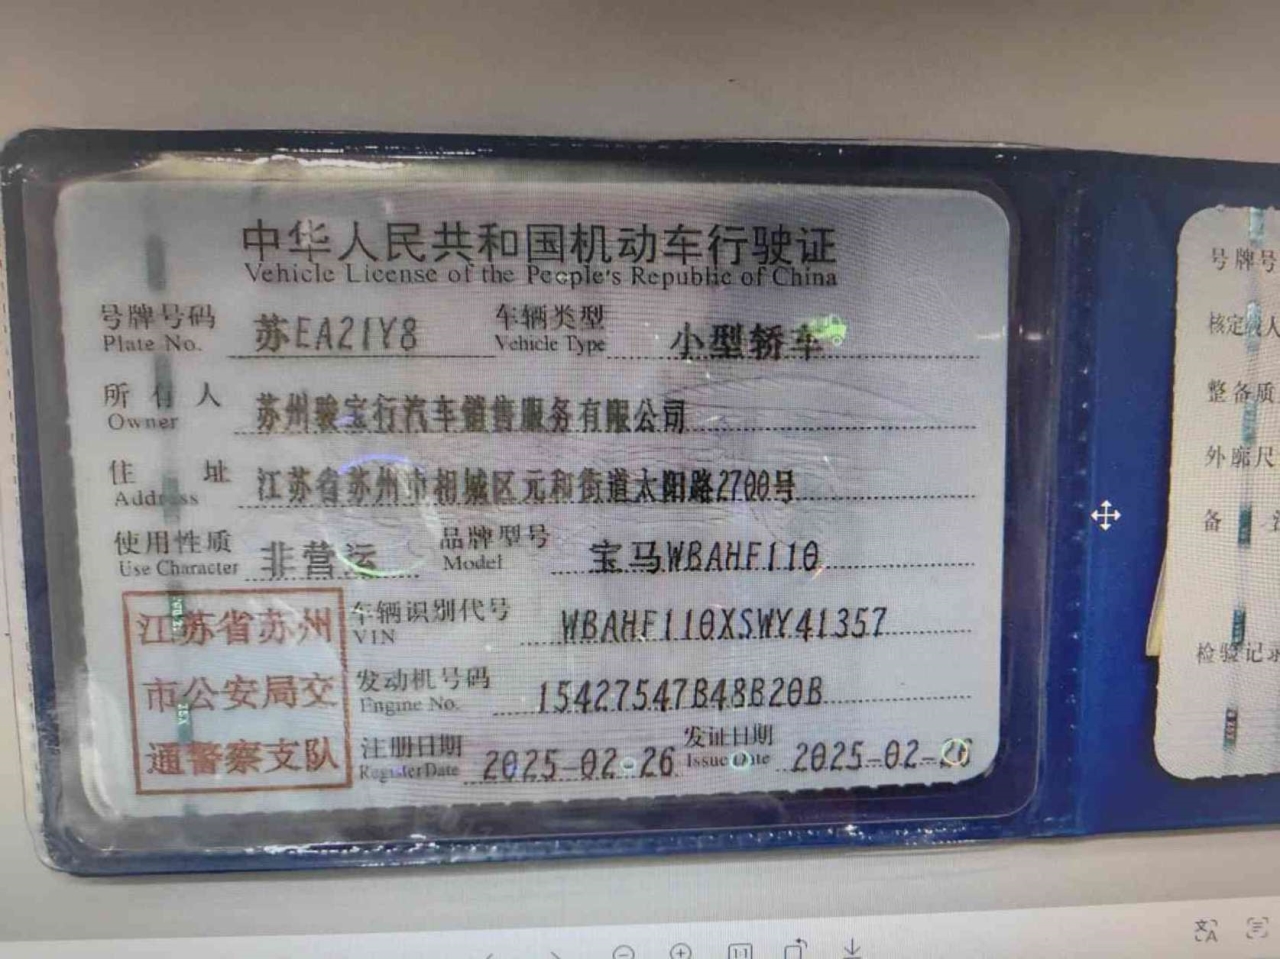 中华人民共和国机动车行驶证
Vehicle License of the People's Republic of China
号牌号码 苏EA21Y8 车辆类型 小型轿车
Plate No. Vehicle Type
所有人 苏州骏宝行汽车销售服务有限公司
Owner
住址 江苏省苏州市相城区元和街道太阳路2700号
Address
使用性质 非营运 品牌型号 宝马WBAHF110
Use Character Model
江苏省苏州
市公安局交
通警察支队
车辆识别代号 WBAHF110XSWY41357
VIN
发动机号码 15427547B48B20B
Engine No.
注册日期 2025-02-26 发证日期 2025-02-26
Register Date Issue Date
号牌号
核定载人
整备质
外廓尺
备
检验记录
1:1